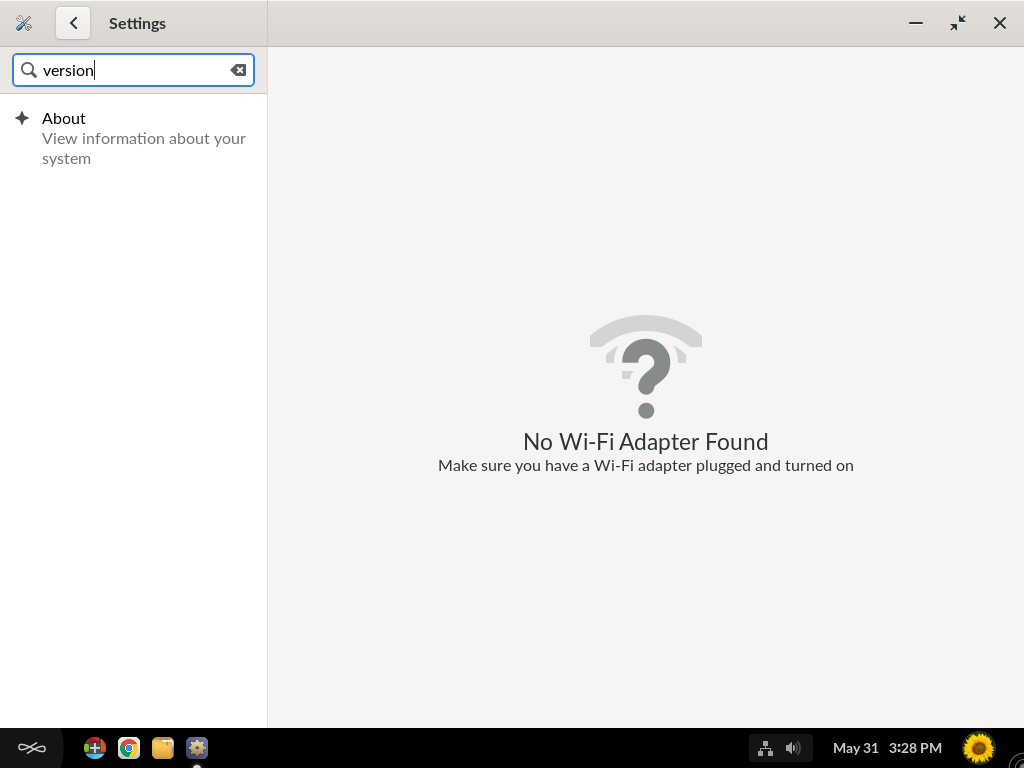 Settings
version
About
View information about your
system
No Wi-Fi Adapter Found
Make sure you have a Wi-Fi adapter plugged and turned on
May 31 3:28 PM